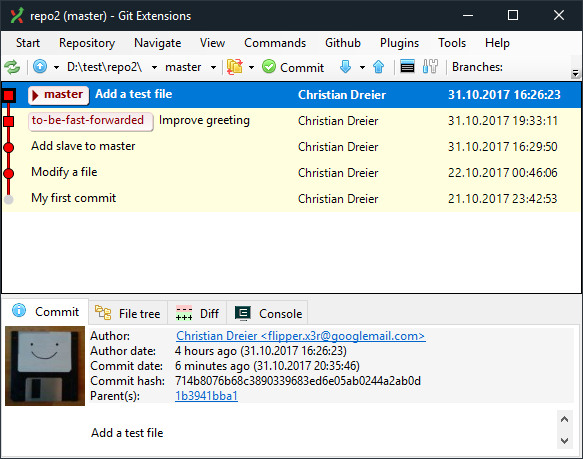 repo2 (master) - Git Extensions
Start Repository Navigate View Commands Github Plugins Tools Help
D:\test\repo2\ master Commit Branches:
master Add a test file Christian Dreier 31.10.2017 16:26:23
to-be-fast-forwarded Improve greeting Christian Dreier 31.10.2017 19:33:11
Add slave to master Christian Dreier 31.10.2017 16:29:50
Modify a file Christian Dreier 22.10.2017 00:46:06
My first commit Christian Dreier 21.10.2017 23:42:53
Commit File tree Diff Console
Author: Christian Dreier <flipper.x3r@googlemail.com>
Author date: 4 hours ago (31.10.2017 16:26:23)
Commit date: 6 minutes ago (31.10.2017 20:35:46)
Commit hash: 714b8076b68c3890339683ed6e05ab0244a2ab0d
Parent(s): 1b3941bba1
Add a test file